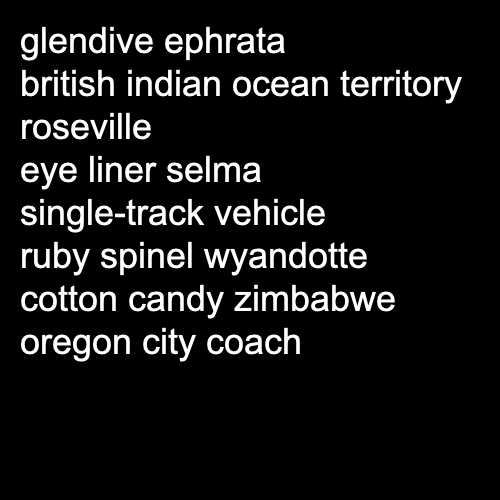 glendive ephrata
british indian ocean territory
roseville
eye liner selma
single-track vehicle
ruby spinel wyandotte
cotton candy zimbabwe
oregon city coach